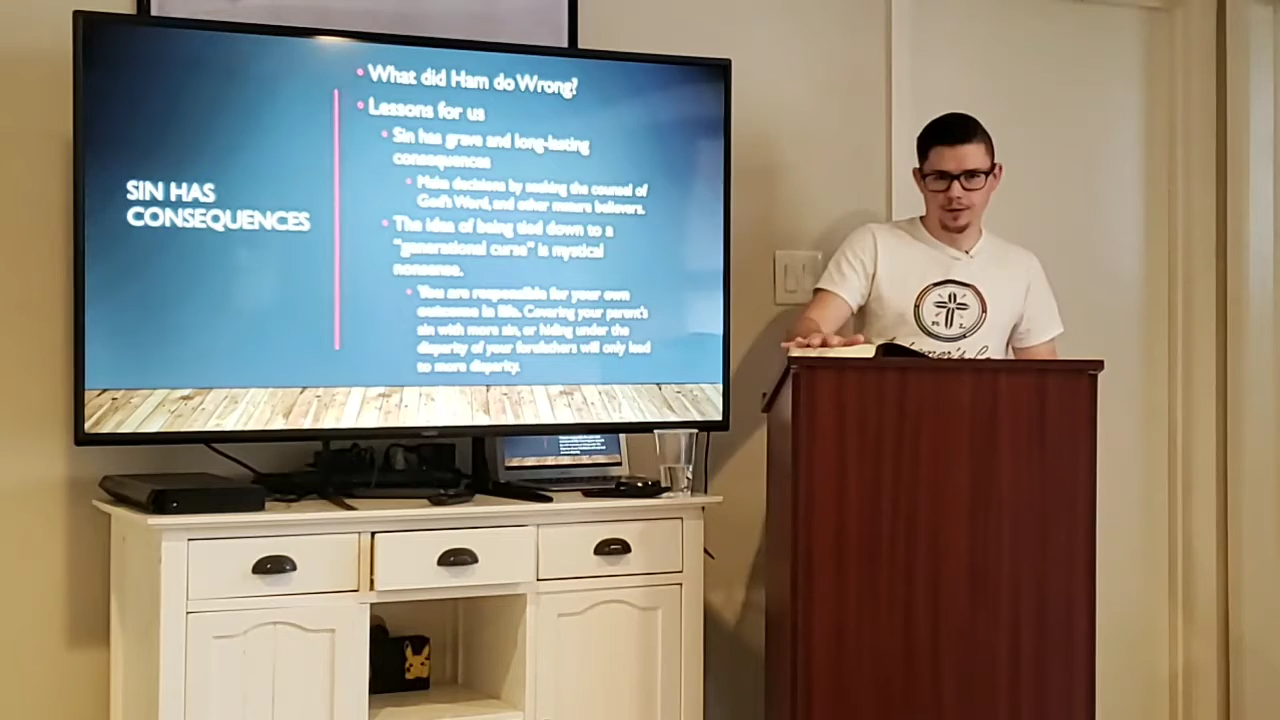 SIN HAS
CONSEQUENCES
• What did Ham do Wrong?
• Lessons for us
• Sin has grave and long-lasting
consequences
• Make decisions by seeking the counsel of
God's Word, and other mature believers.
• The idea of being tied down to a
"generational curse" is mystical
nonsense.
• You are responsible for your own
outcome in life. Covering your parent's
sin with more sin, or hiding under the
disparity of your forefathers will only lead
to more disparity.